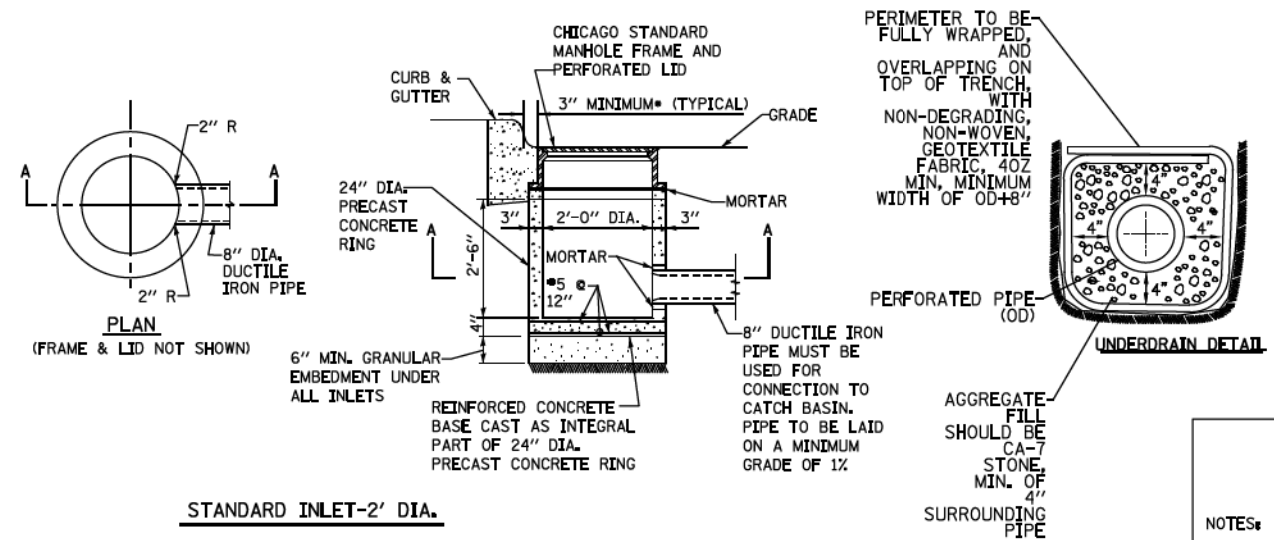 A
A
2" R
2" R
8" DIA.
DUCTILE
IRON PIPE
PLAN
(FRAME & LID NOT SHOWN)
CHICAGO STANDARD
MANHOLE FRAME AND
PERFORATED LID
CURB &
GUTTER
3" MINIMUM* (TYPICAL)
GRADE
24" DIA.
PRECAST
CONCRETE
RING
MORTAR
3"
2'-0" DIA.
3"
A
A
2'-6"
MORTAR
#5 @
12"
4"
6" MIN. GRANULAR
EMBEDMENT UNDER
ALL INLETS
REINFORCED CONCRETE
BASE CAST AS INTEGRAL
PART OF 24" DIA.
PRECAST CONCRETE RING
8" DUCTILE IRON
PIPE MUST BE
USED FOR
CONNECTION TO
CATCH BASIN.
PIPE TO BE LAID
ON A MINIMUM
GRADE OF 1%
STANDARD INLET-2' DIA.
PERIMETER TO BE
FULLY WRAPPED,
AND
OVERLAPPING ON
TOP OF TRENCH,
WITH
NON-DEGRADING,
NON-WOVEN,
GEOTEXTILE
FABRIC, 4OZ
MIN, MINIMUM
WIDTH OF OD+8"
4"
4"
4"
4"
PERFORATED PIPE
(OD)
UNDERDRAIN DETAIL
AGGREGATE
FILL
SHOULD BE
CA-7
STONE,
MIN. OF
4"
SURROUNDING
PIPE
NOTES: